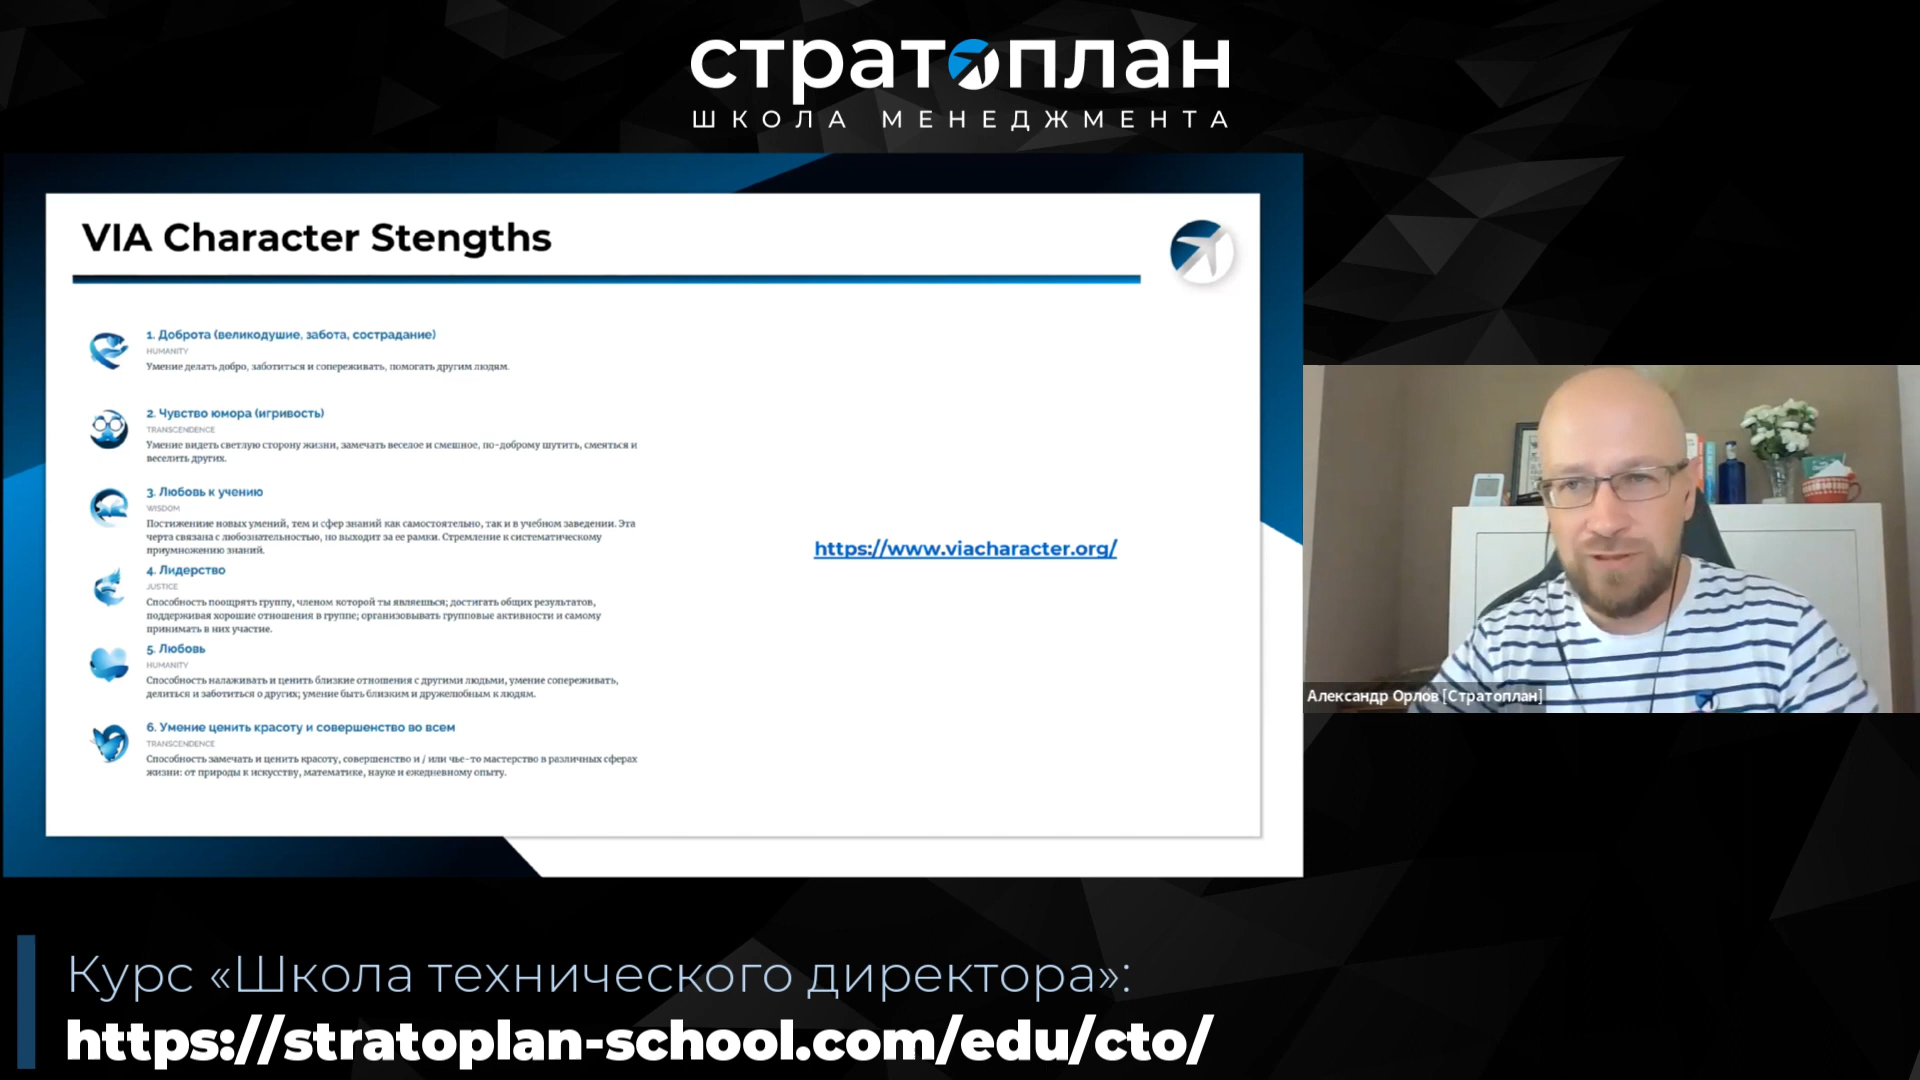 стратоплан
ШКОЛА МЕНЕДЖМЕНТА
VIA Character Stengths
1. Доброта (великодушие, забота, сострадание)
HUMANITY
Умение делать добро, заботиться и сопереживать, помогать другим людям.
2. Чувство юмора (игривость)
TRANSCENDENCE
Умение видеть светлую сторону жизни, замечать веселое и смешное, по-доброму шутить, смеяться и
веселить других.
3. Любовь к учению
WISDOM
Постижениие новых умений, тем и сфер знаний как самостоятельно, так и в учебном заведении. Эта
черта связана с любознательностью, но выходит за ее рамки. Стремление к систематическому
приумножению знаний.
4. Лидерство
JUSTICE
Способность поощрять группу, членом которой ты являешься; достигать общих результатов,
поддерживая хорошие отношения в группе; организовывать групповые активности и самому
принимать в них участие.
5. Любовь
HUMANITY
Способность налаживать и ценить близкие отношения с другими людьми, умение сопереживать,
делиться и заботиться о других; умение быть близким и дружелюбным к людям.
6. Умение ценить красоту и совершенство во всем
TRANSCENDENCE
Способность замечать и ценить красоту, совершенство и / или чье-то мастерство в различных сферах
жизни: от природы к искусству, математике, науке и ежедневному опыту.
https://www.viacharacter.org/
Александр Орлов [Стратоплан]
Курс «Школа технического директора»:
https://stratoplan-school.com/edu/cto/